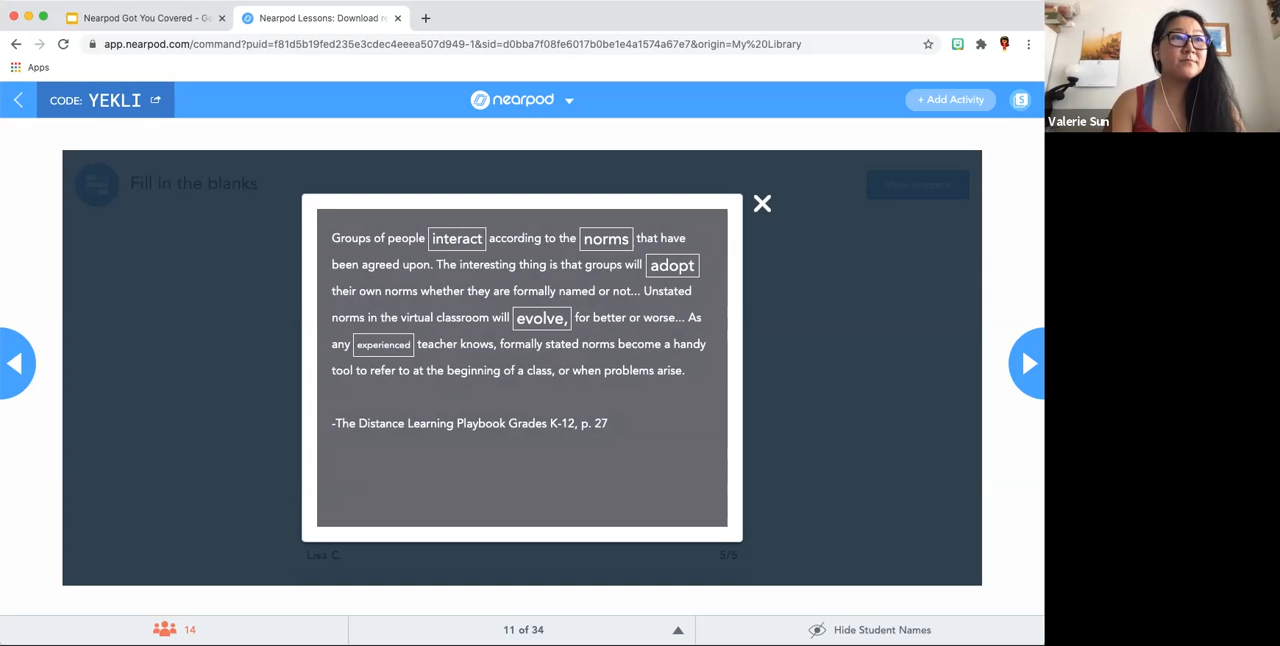 Nearpod Got You Covered - Go
Nearpod Lessons: Download re
app.nearpod.com/command?puid=f81d5b19fed235e3cdec4eeea507d949-1&sid=d0bba7f08fe6017b0be1e4a1574a67e7&origin=My%20Library
Apps
CODE: YEKLI
nearpod
+ Add Activity
S
Valerie Sun
Fill in the blanks
Groups of people interact according to the norms that have
been agreed upon. The interesting thing is that groups will adopt
their own norms whether they are formally named or not... Unstated
norms in the virtual classroom will evolve, for better or worse... As
any experienced teacher knows, formally stated norms become a handy
tool to refer to at the beginning of a class, or when problems arise.
-The Distance Learning Playbook Grades K-12, p. 27
Lisa C.
5/5
14
11 of 34
Hide Student Names